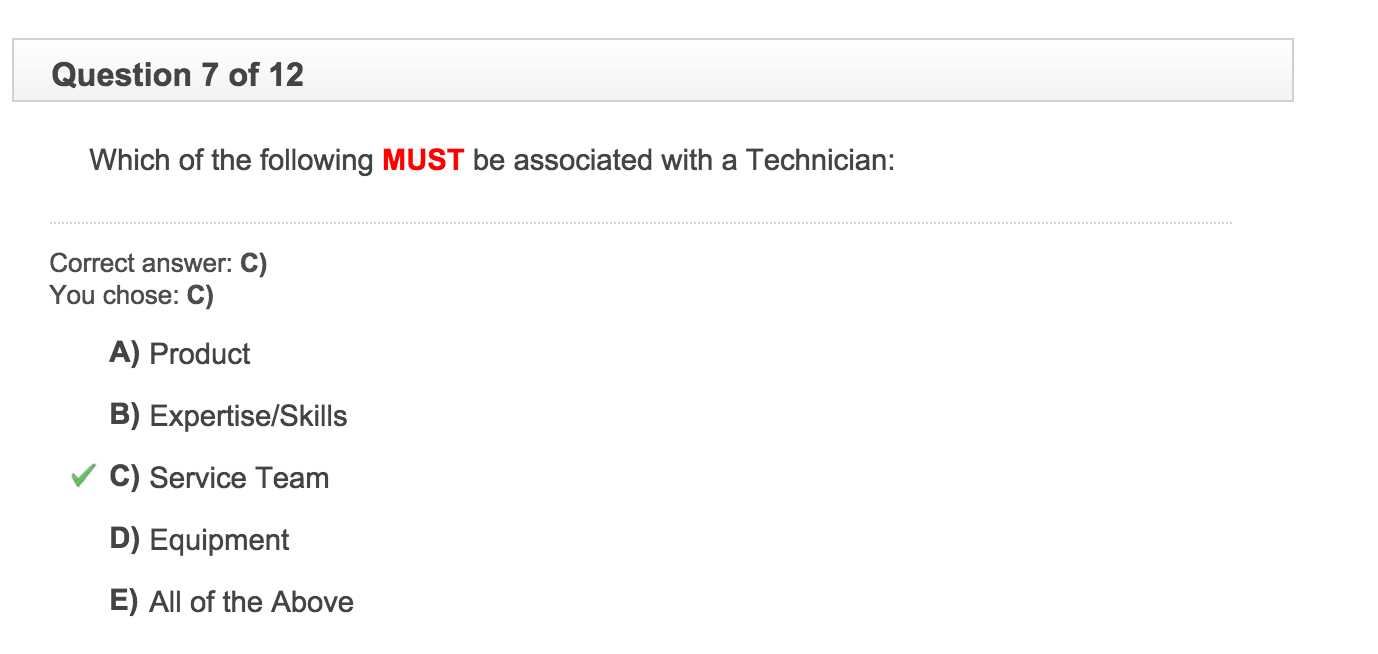 Question 7 of 12
Which of the following MUST be associated with a Technician:
Correct answer: C)
You chose: C)
A) Product
B) Expertise/Skills
C) Service Team
D) Equipment
E) All of the Above